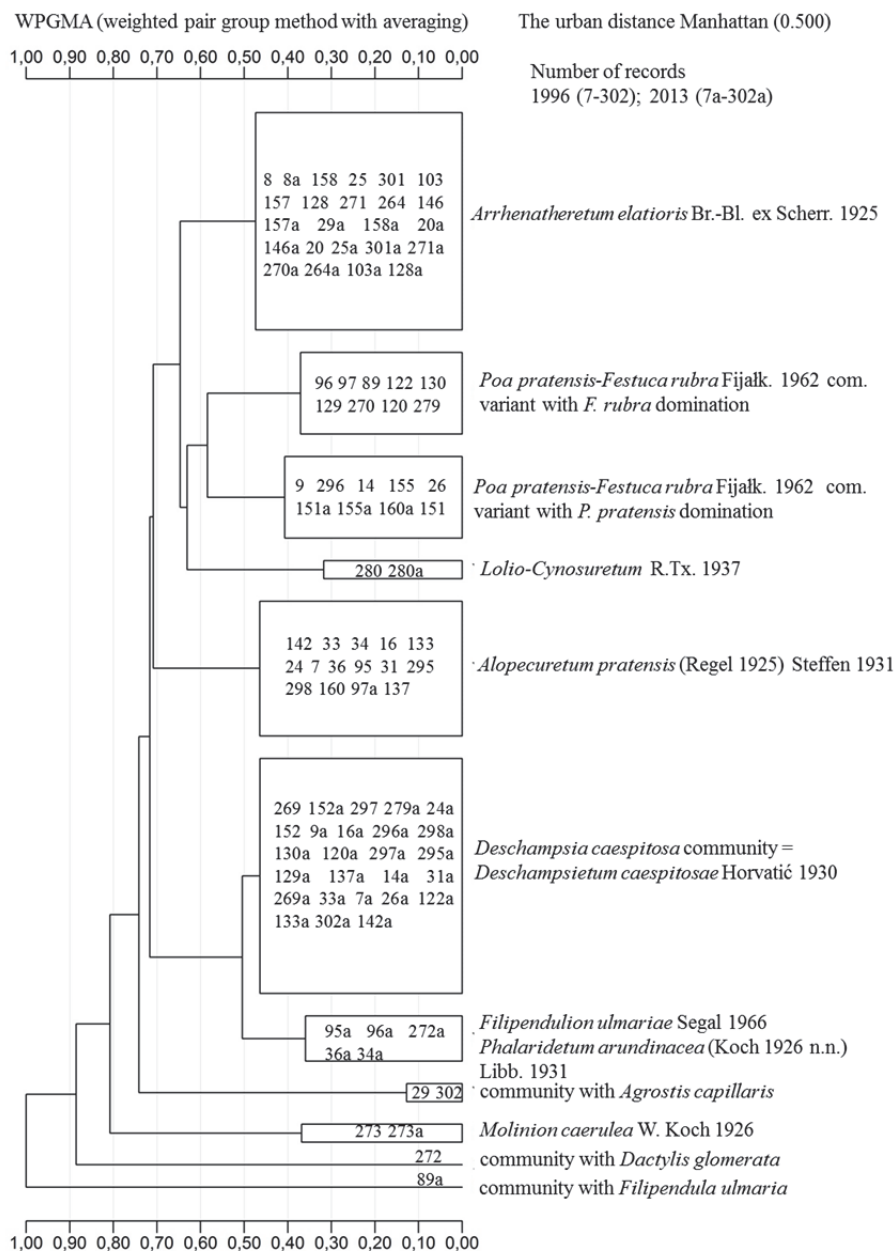 WPGMA (weighted pair group method with averaging)
The urban distance Manhattan (0.500)
1,00 0,90 0,80 0,70 0,60 0,50 0,40 0,30 0,20 0,10 0,00
Number of records
1996 (7-302); 2013 (7a-302a)
8 8a 158 25 301 103
157 128 271 264 146
157a 29a 158a 20a
146a 20 25a 301a 271a
270a 264a 103a 128a
Arrhenatheretum elatioris Br.-Bl. ex Scherr. 1925
96 97 89 122 130
129 270 120 279
Poa pratensis-Festuca rubra Fijałk. 1962 com.
variant with F. rubra domination
9 296 14 155 26
151a 155a 160a 151
Poa pratensis-Festuca rubra Fijałk. 1962 com.
variant with P. pratensis domination
280 280a
Lolio-Cynosuretum R.Tx. 1937
142 33 34 16 133
24 7 36 95 31 295
298 160 97a 137
Alopecuretum pratensis (Regel 1925) Steffen 1931
269 152a 297 279a 24a
152 9a 16a 296a 298a
130a 120a 297a 295a
129a 137a 14a 31a
269a 33a 7a 26a 122a
133a 302a 142a
Deschampsia caespitosa community =
Deschampsietum caespitosae Horvatić 1930
95a 96a 272a
36a 34a
Filipendulion ulmariae Segal 1966
Phalaridetum arundinacea (Koch 1926 n.n.)
Libb. 1931
29 302
community with Agrostis capillaris
273 273a
Molinion caerulea W. Koch 1926
272
community with Dactylis glomerata
89a
community with Filipendula ulmaria
1,00 0,90 0,80 0,70 0,60 0,50 0,40 0,30 0,20 0,10 0,00